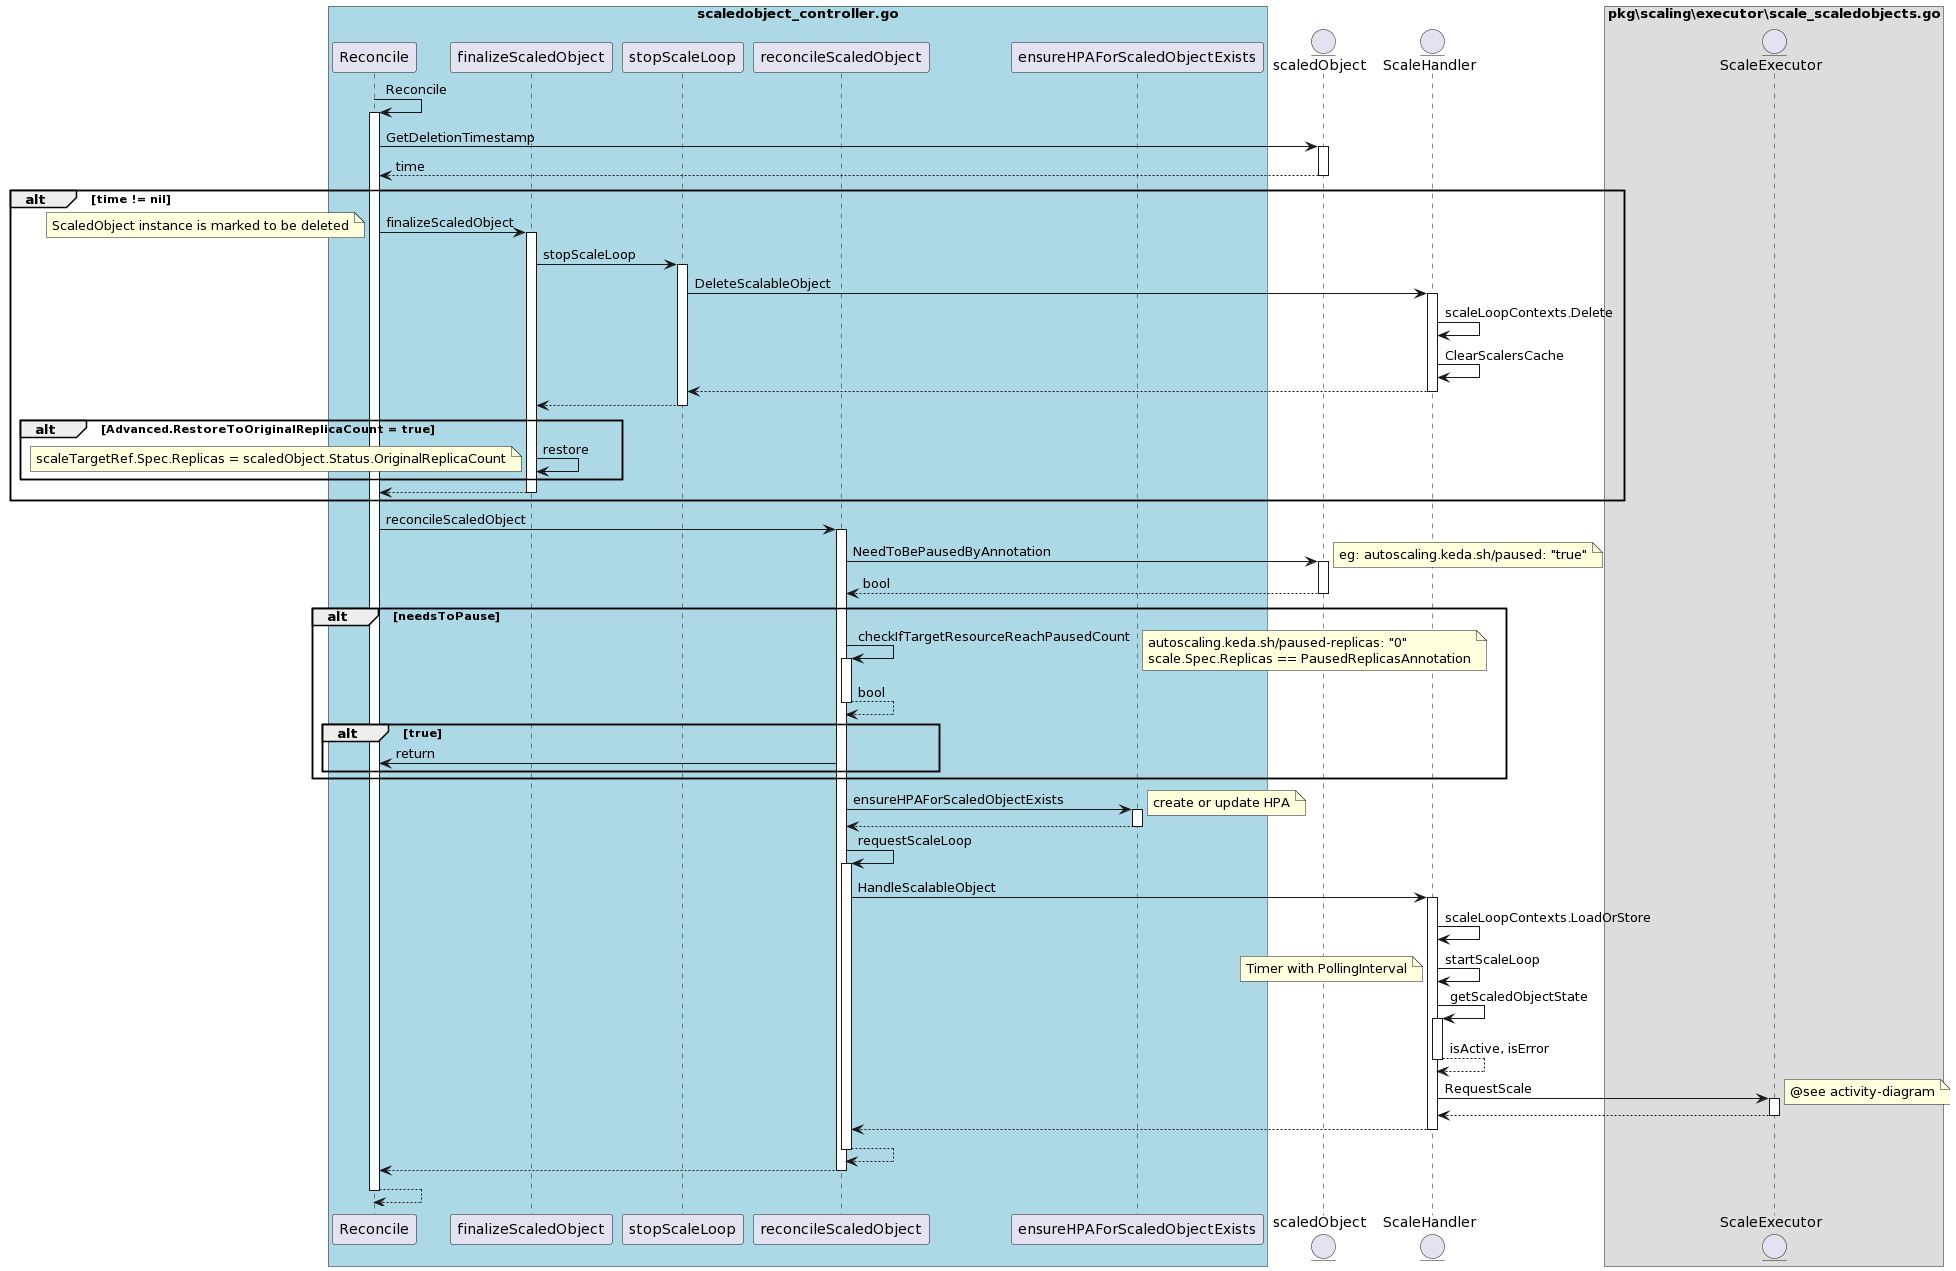 scaledobject_controller.go
pkg\scaling\executor\scale_scaledobjects.go
Reconcile
finalizeScaledObject
stopScaleLoop
reconcileScaledObject
ensureHPAForScaledObjectExists
scaledObject
ScaleHandler
ScaleExecutor
Reconcile
GetDeletionTimestamp
time
alt
[time != nil]
ScaledObject instance is marked to be deleted
finalizeScaledObject
stopScaleLoop
DeleteScalableObject
scaleLoopContexts.Delete
ClearScalersCache
alt
[Advanced.RestoreToOriginalReplicaCount = true]
scaleTargetRef.Spec.Replicas = scaledObject.Status.OriginalReplicaCount
restore
reconcileScaledObject
NeedToBePausedByAnnotation
eg: autoscaling.keda.sh/paused: "true"
bool
alt
[needsToPause]
checkIfTargetResourceReachPausedCount
autoscaling.keda.sh/paused-replicas: "0"
scale.Spec.Replicas == PausedReplicasAnnotation
bool
alt
[true]
return
ensureHPAForScaledObjectExists
create or update HPA
requestScaleLoop
HandleScalableObject
scaleLoopContexts.LoadOrStore
Timer with PollingInterval
startScaleLoop
getScaledObjectState
isActive, isError
RequestScale
@see activity-diagram
Reconcile
finalizeScaledObject
stopScaleLoop
reconcileScaledObject
ensureHPAForScaledObjectExists
scaledObject
ScaleHandler
ScaleExecutor